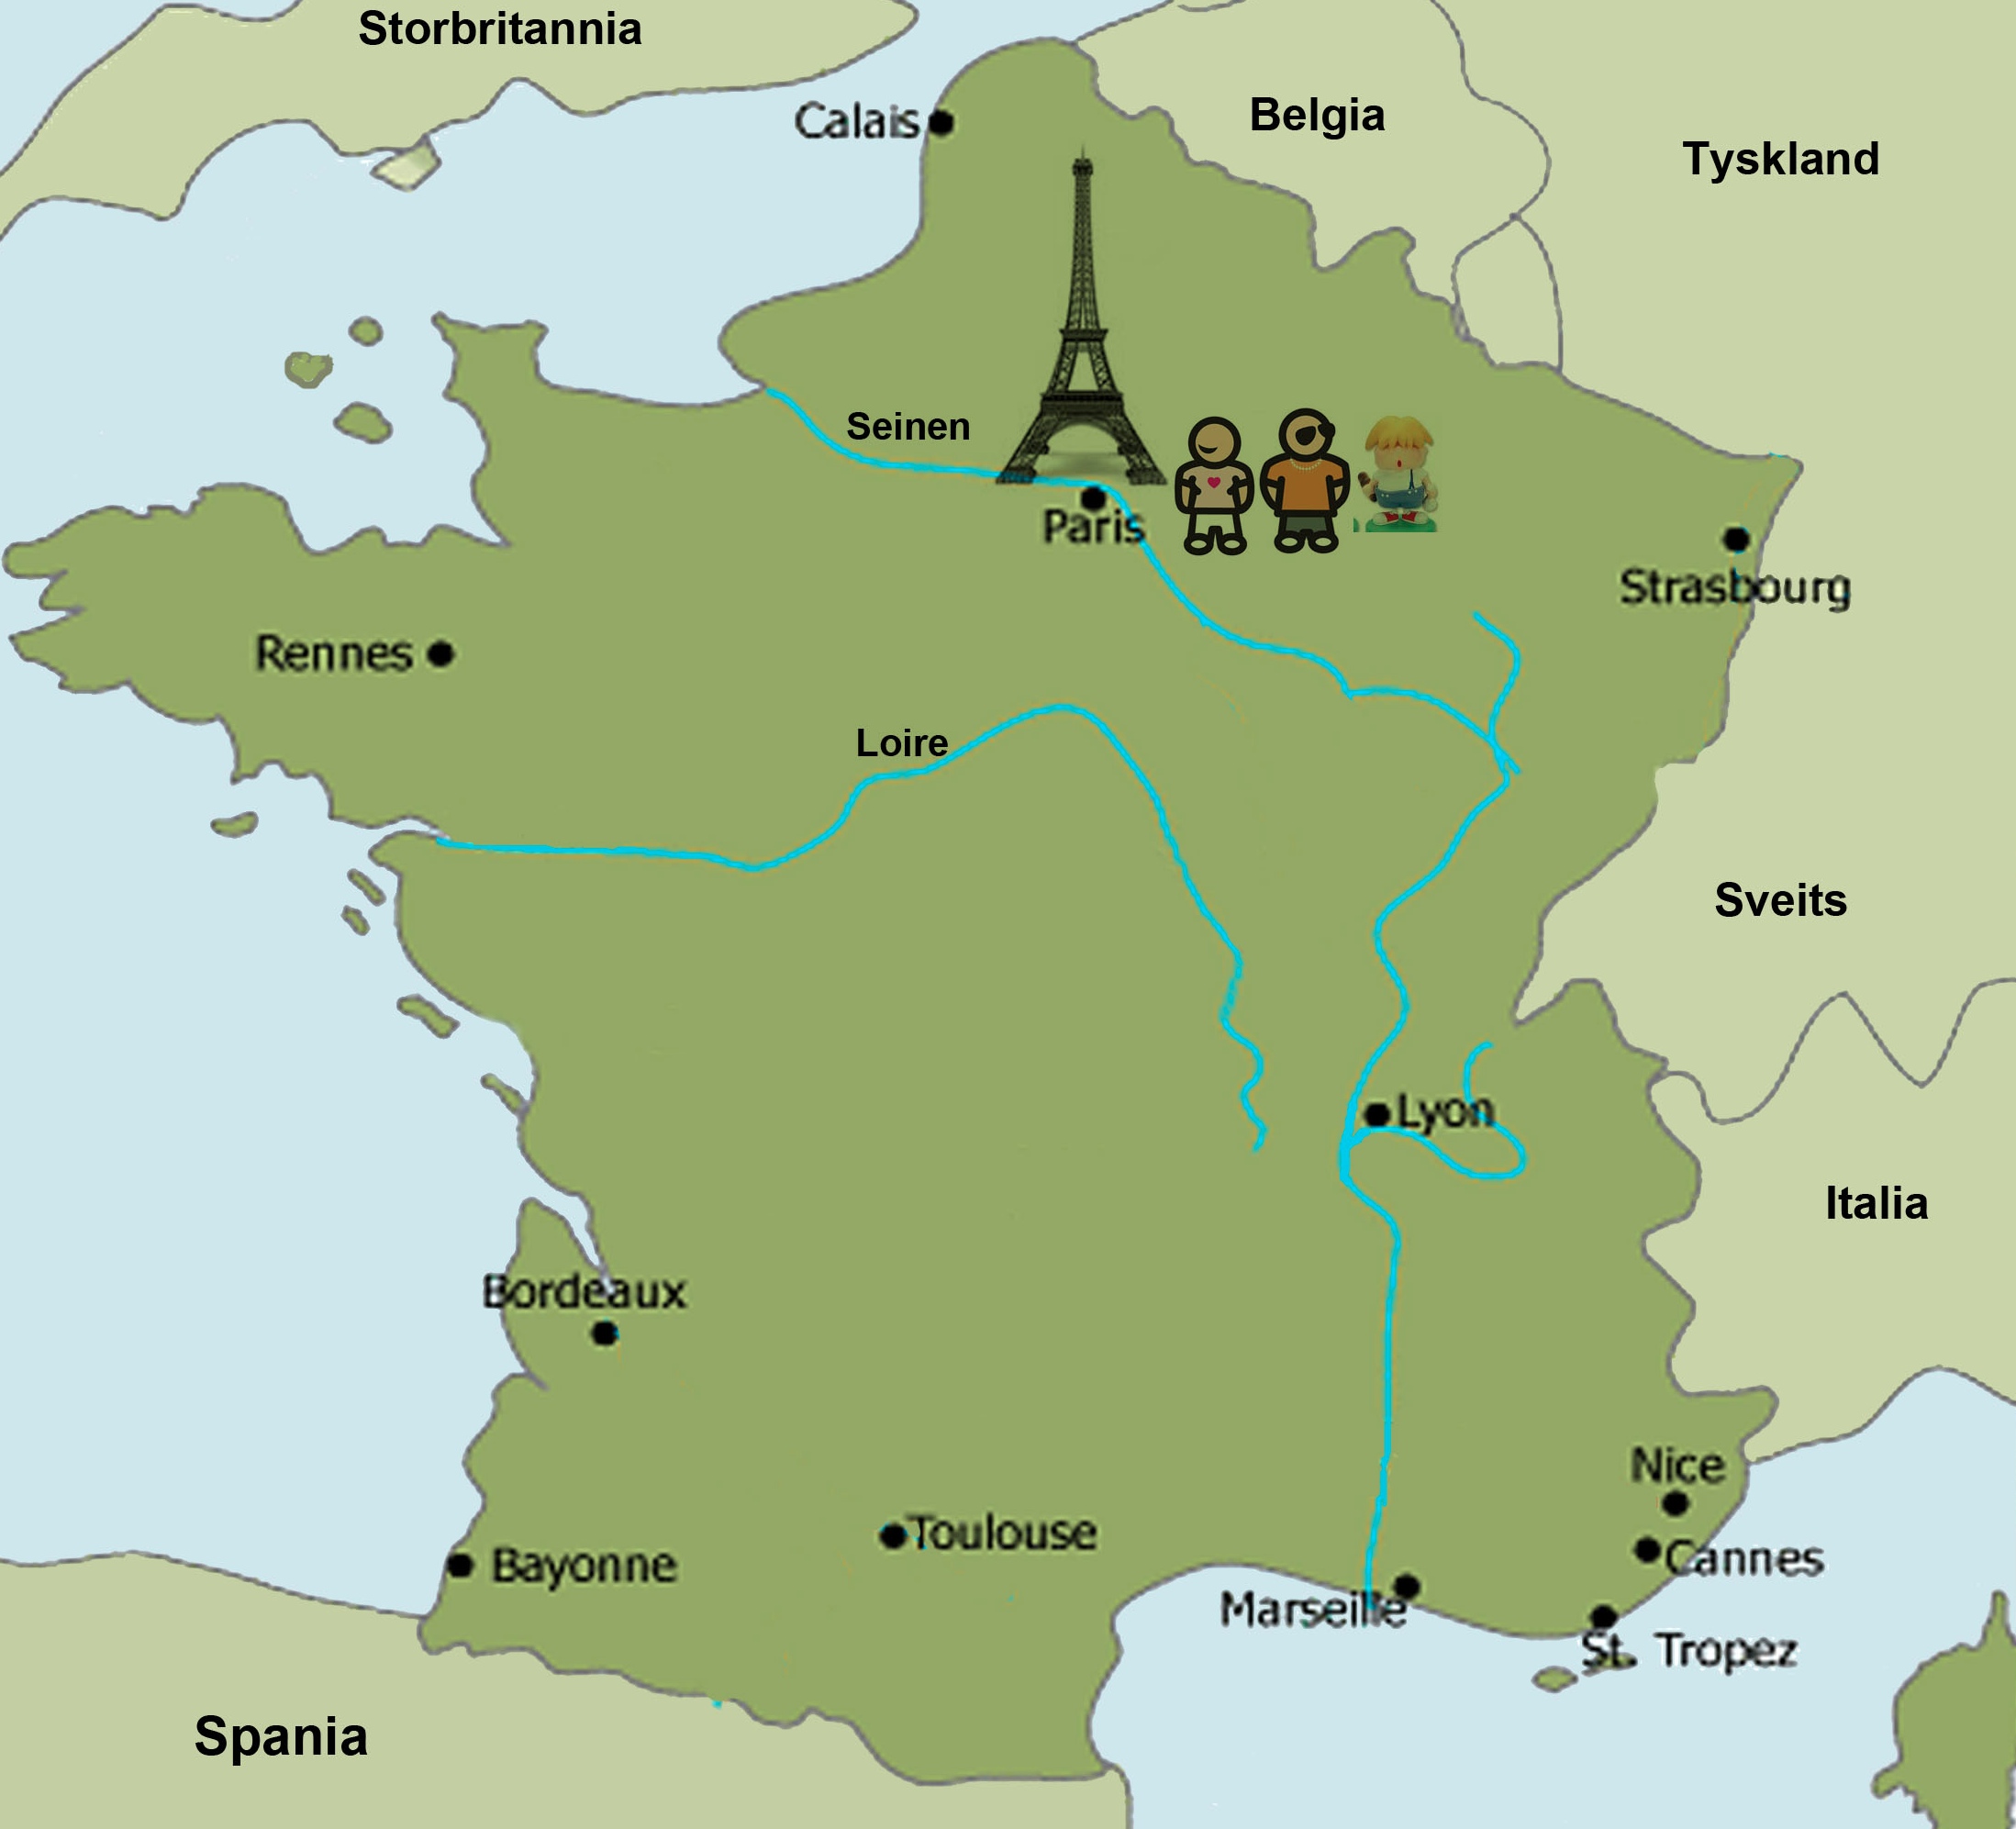 Storbritannia
Calais
Belgia
Tyskland
Seinen
Paris
Strasbourg
Rennes
Loire
Sveits
Lyon
Italia
Bordeaux
Nice
Toulouse
Cannes
Bayonne
Marseille
St. Tropez
Spania